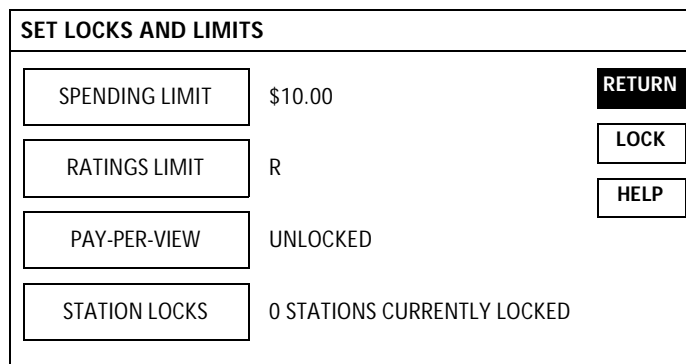 SET LOCKS AND LIMITS
SPENDING LIMIT $10.00
RETURN
LOCK
RATINGS LIMIT R
HELP
PAY-PER-VIEW UNLOCKED
STATION LOCKS 0 STATIONS CURRENTLY LOCKED